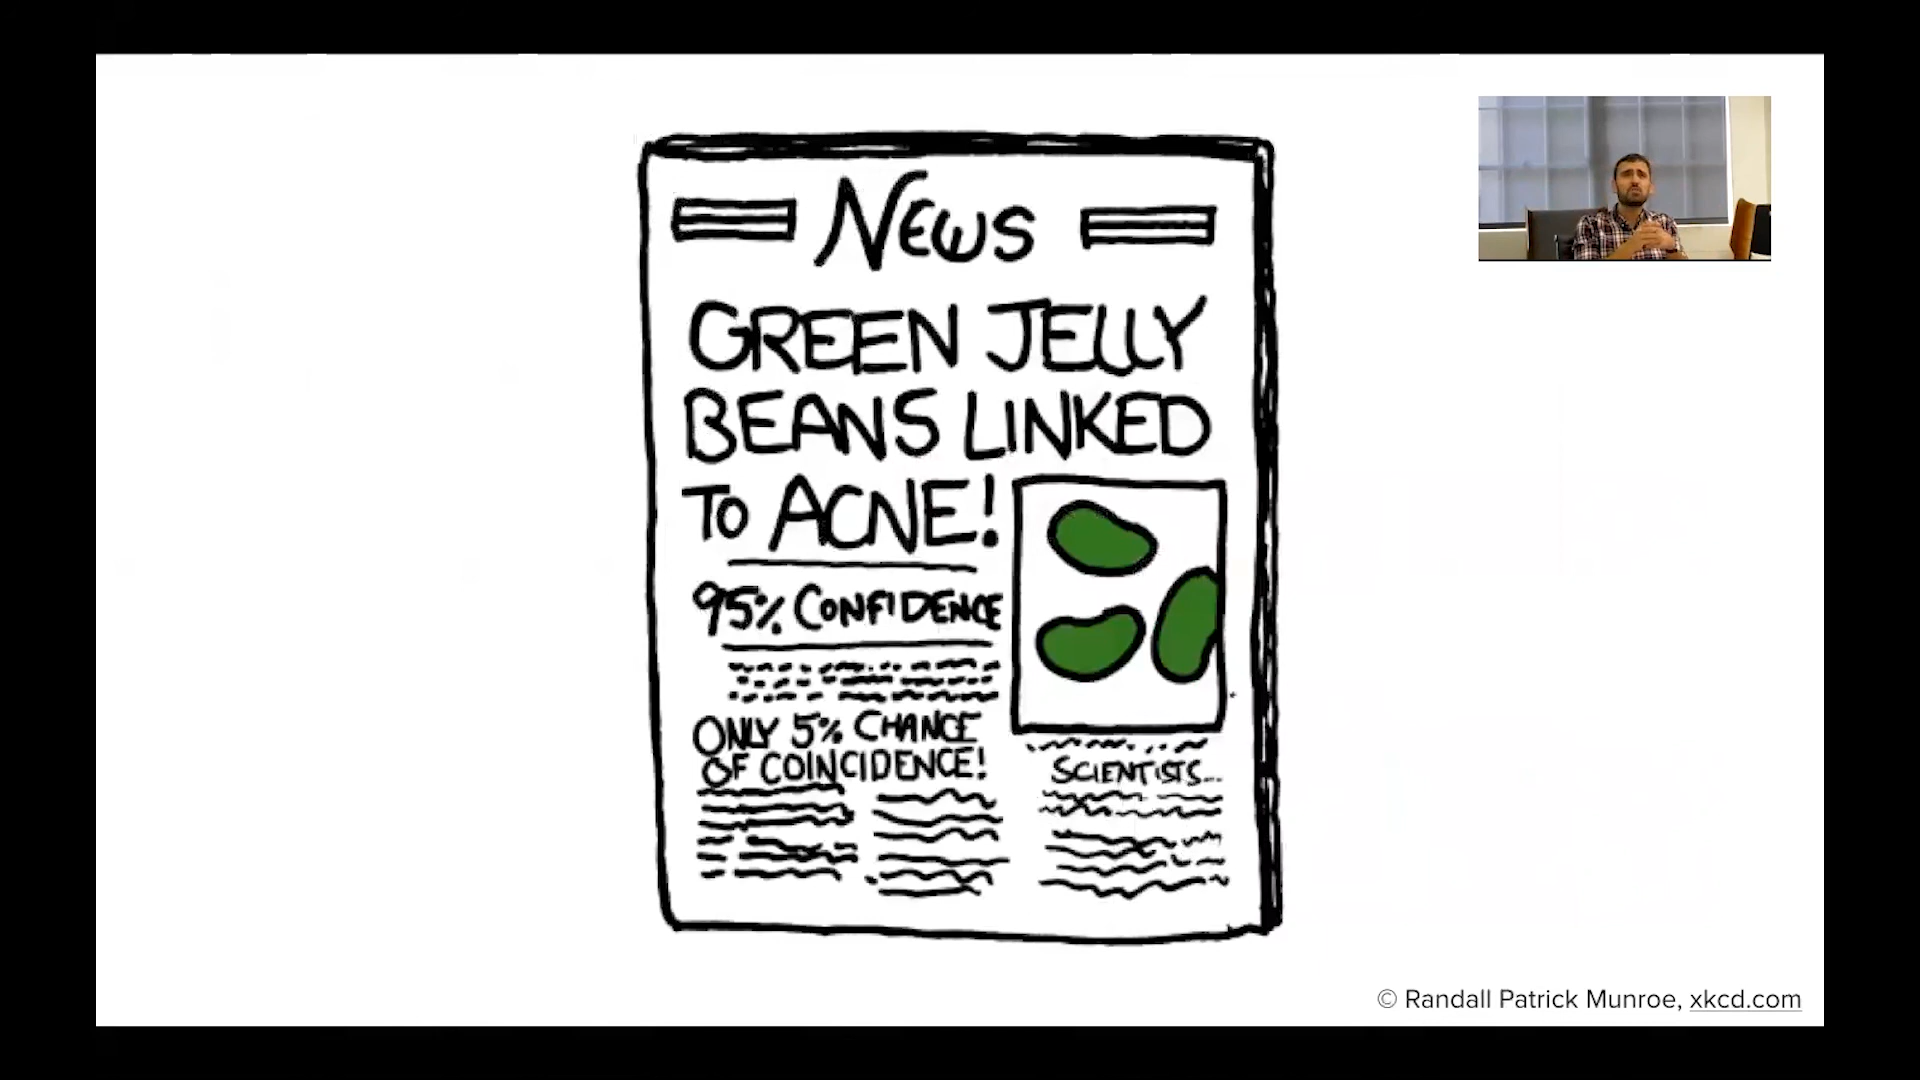 News
GREEN JELLY
BEANS LINKED
TO ACNE!
95% CONFIDENCE
ONLY 5% CHANCE
OF COINCIDENCE!
SCIENTISTS...
© Randall Patrick Munroe, xkcd.com